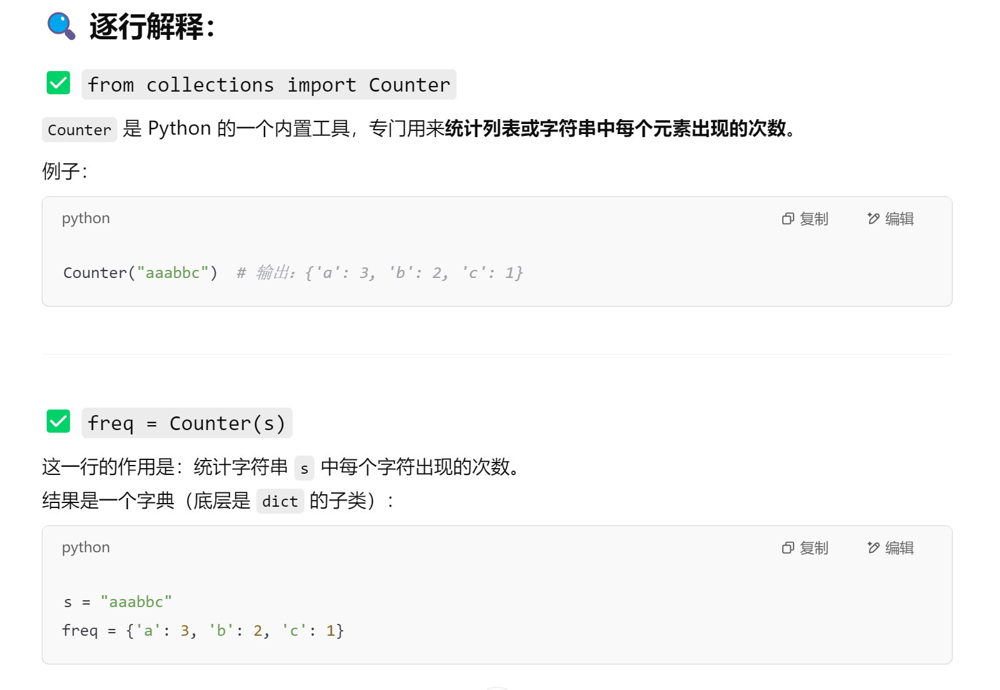 🔍 逐行解释：
✅ from collections import Counter
Counter 是 Python 的一个内置工具，专门用来统计列表或字符串中每个元素出现的次数。
例子：
python 复制 编辑
Counter("aaabbc")  # 输出：{'a': 3, 'b': 2, 'c': 1}
✅ freq = Counter(s)
这一行的作用是：统计字符串 s 中每个字符出现的次数。
结果是一个字典（底层是 dict 的子类）：
python 复制 编辑
s = "aaabbc"
freq = {'a': 3, 'b': 2, 'c': 1}